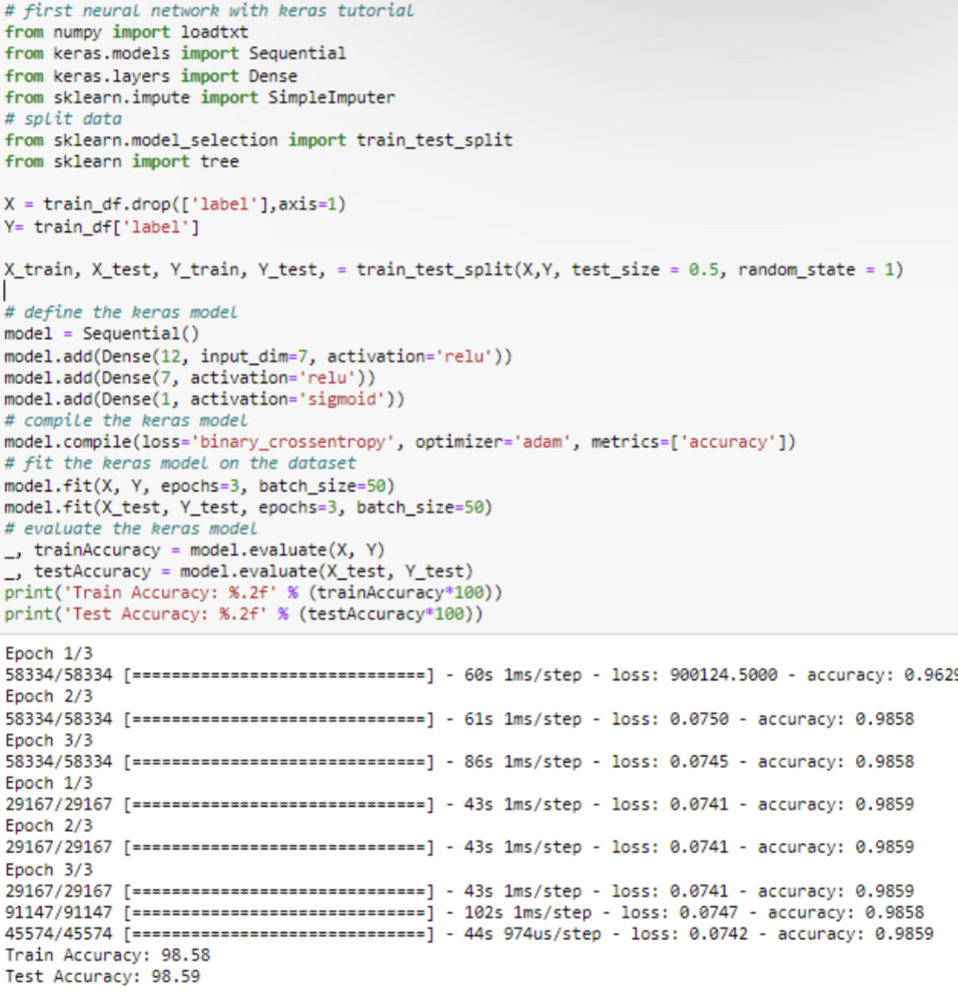 # first neural network with keras tutorial
from numpy import loadtxt
from keras.models import Sequential
from keras.layers import Dense
from sklearn.impute import SimpleImputer
# split data
from sklearn.model_selection import train_test_split
from sklearn import tree
X = train_df.drop(['label'],axis=1)
Y= train_df['label']
X_train, X_test, Y_train, Y_test, = train_test_split(X,Y, test_size = 0.5, random_state = 1)
# define the keras model
model = Sequential()
model.add(Dense(12, input_dim=7, activation='relu'))
model.add(Dense(7, activation='relu'))
model.add(Dense(1, activation='sigmoid'))
# compile the keras model
model.compile(loss='binary_crossentropy', optimizer='adam', metrics=['accuracy'])
# fit the keras model on the dataset
model.fit(X, Y, epochs=3, batch_size=50)
model.fit(X_test, Y_test, epochs=3, batch_size=50)
# evaluate the keras model
_, trainAccuracy = model.evaluate(X, Y)
_, testAccuracy = model.evaluate(X_test, Y_test)
print('Train Accuracy: %.2f' % (trainAccuracy*100))
print('Test Accuracy: %.2f' % (testAccuracy*100))
Epoch 1/3
58334/58334 [==============================] - 60s 1ms/step - loss: 900124.5000 - accuracy: 0.9629
Epoch 2/3
58334/58334 [==============================] - 61s 1ms/step - loss: 0.0750 - accuracy: 0.9858
Epoch 3/3
58334/58334 [==============================] - 86s 1ms/step - loss: 0.0745 - accuracy: 0.9858
Epoch 1/3
29167/29167 [==============================] - 43s 1ms/step - loss: 0.0741 - accuracy: 0.9859
Epoch 2/3
29167/29167 [==============================] - 43s 1ms/step - loss: 0.0741 - accuracy: 0.9859
Epoch 3/3
29167/29167 [==============================] - 43s 1ms/step - loss: 0.0741 - accuracy: 0.9859
91147/91147 [==============================] - 102s 1ms/step - loss: 0.0747 - accuracy: 0.9858
45574/45574 [==============================] - 44s 974us/step - loss: 0.0742 - accuracy: 0.9859
Train Accuracy: 98.58
Test Accuracy: 98.59